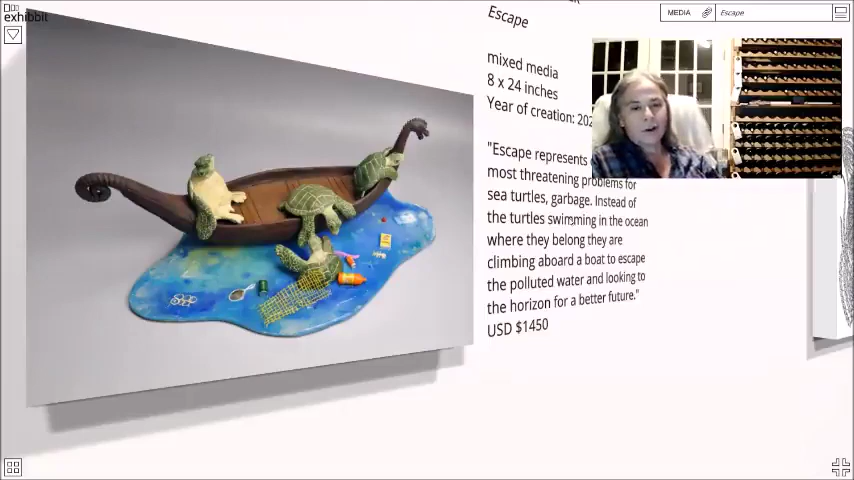 exhibbit
MEDIA
Escape
Escape
mixed media
8 x 24 inches
Year of creation: 202
"Escape represents
most threatening problems for
sea turtles, garbage. Instead of
the turtles swimming in the ocean
where they belong they are
climbing aboard a boat to escape
the polluted water and looking to
the horizon for a better future."
USD $1450